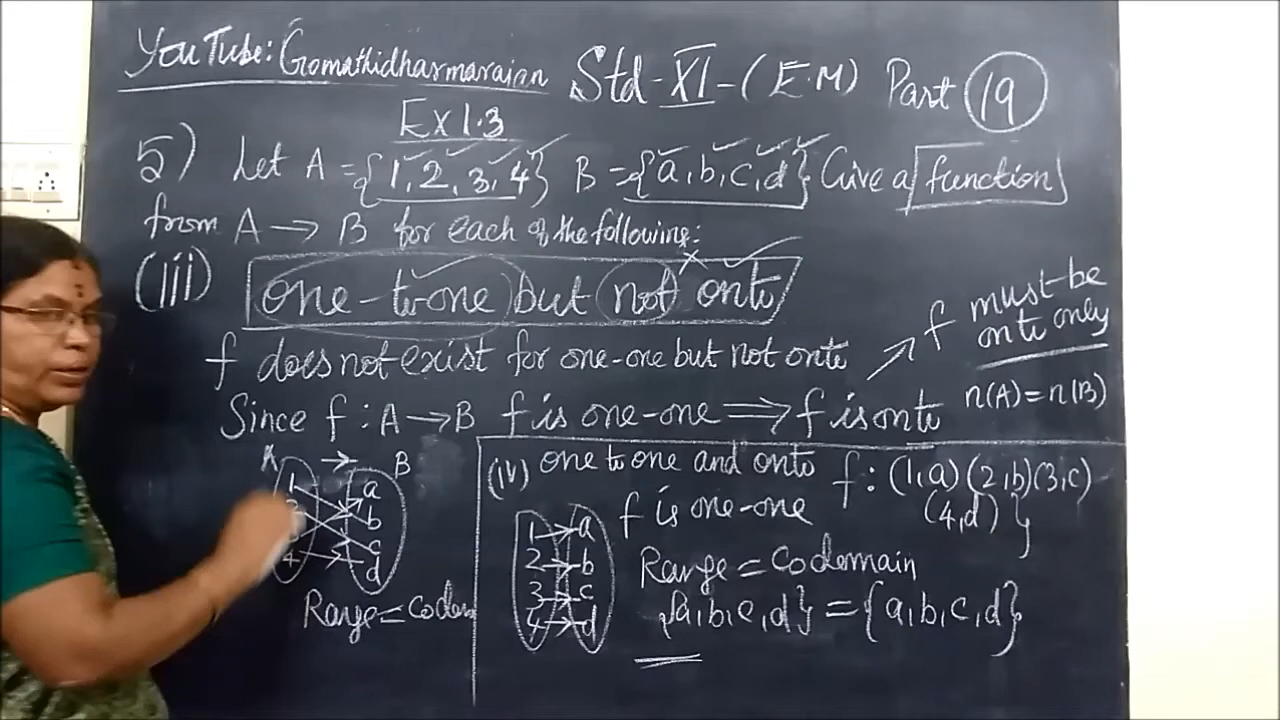 YouTube: Gomathidharmarajan Std-XI-(E.M) Part 19
Ex 1.3
5) Let A = {1, 2, 3, 4} B = {a, b, c, d} Give a function
from A → B for each of the following:
(iii) one-to-one but not onto
f does not exist for one-one but not onto ↗ f must be onto only
Since f : A → B f is one-one ⟹ f is onto n(A) = n(B)
A → B
1 a
b
c
4 d
Range = Codom
(iv) one to one and onto f : (1,a) (2,b) (3,c)
(4,d) }
f is one-one
1 → a
2 → b
3 → c
4 → d
Range = Codomain
{a, b, c, d} = {a, b, c, d}